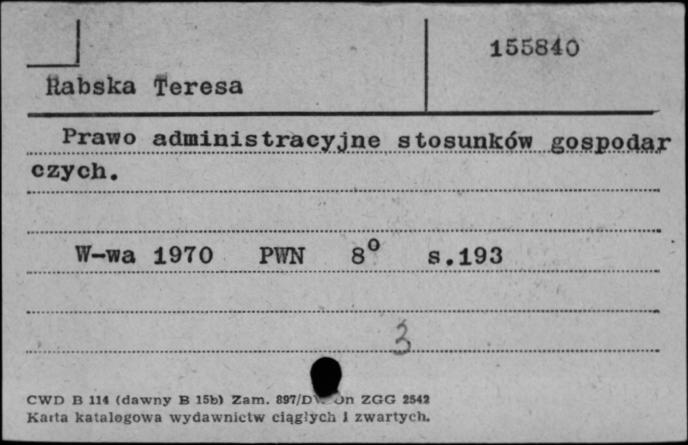 155840
Rabska Teresa
Prawo administracyjne stosunków gospodar
czych.
W-wa 1970 PWN 8° s.193
3
CWD B 114 (dawny B 15b) Zam. 897/ ZGG 2542
Karta katalogowa wydawnictw ciągłych i zwartych.